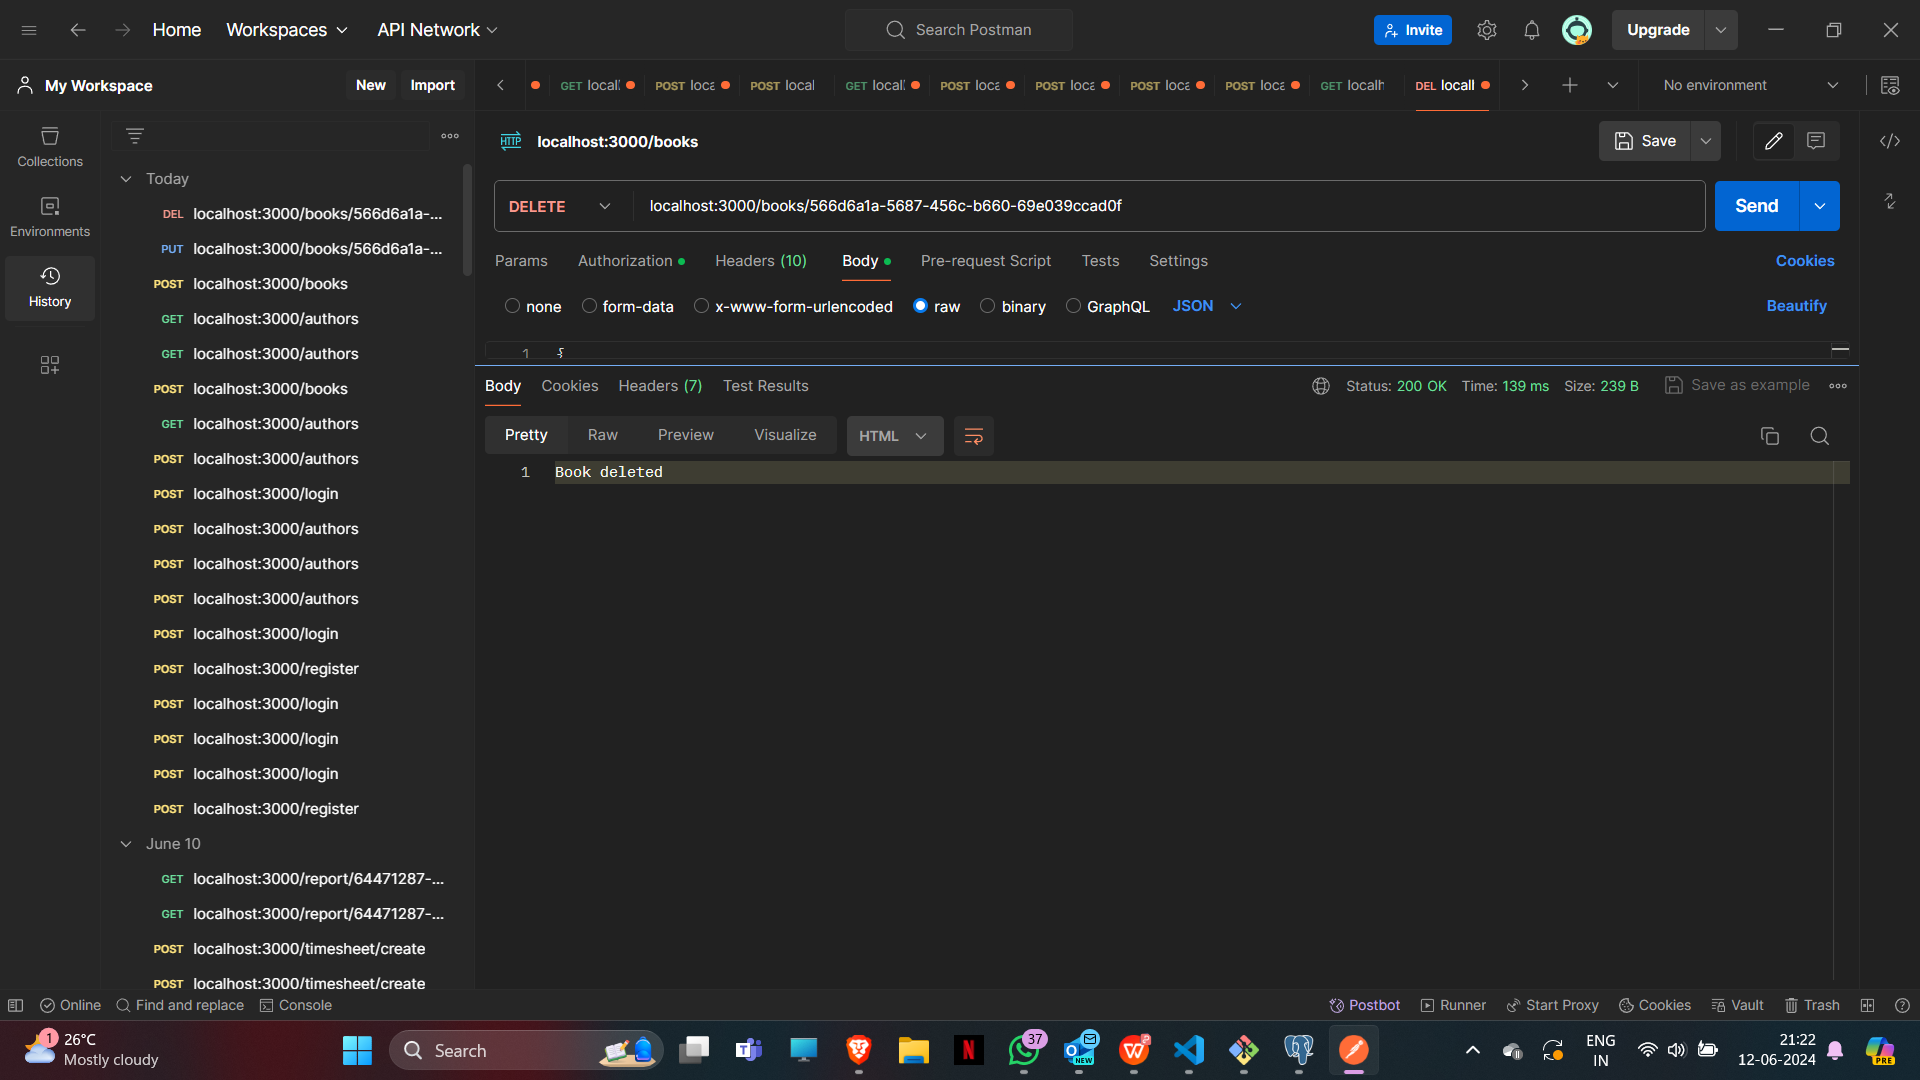 Home Workspaces API Network Search Postman Invite Upgrade
My Workspace New Import
GET local POST loca POST local GET local POST loca POST loca POST loca POST loca GET localh DEL locall No environment
Collections
Environments
History
Today
DEL localhost:3000/books/566d6a1a-...
PUT localhost:3000/books/566d6a1a-...
POST localhost:3000/books
GET localhost:3000/authors
GET localhost:3000/authors
POST localhost:3000/books
GET localhost:3000/authors
POST localhost:3000/authors
POST localhost:3000/login
POST localhost:3000/authors
POST localhost:3000/authors
POST localhost:3000/authors
POST localhost:3000/login
POST localhost:3000/register
POST localhost:3000/login
POST localhost:3000/login
POST localhost:3000/login
POST localhost:3000/register
June 10
GET localhost:3000/report/64471287-...
GET localhost:3000/report/64471287-...
POST localhost:3000/timesheet/create
POST localhost:3000/timesheet/create
HTTP localhost:3000/books Save
DELETE localhost:3000/books/566d6a1a-5687-456c-b660-69e039ccad0f Send
Params Authorization Headers (10) Body Pre-request Script Tests Settings Cookies
none form-data x-www-form-urlencoded raw binary GraphQL JSON Beautify
1 {
Body Cookies Headers (7) Test Results Status: 200 OK Time: 139 ms Size: 239 B Save as example
Pretty Raw Preview Visualize HTML
1 Book deleted
Online Find and replace Console Postbot Runner Start Proxy Cookies Vault Trash
1 26°C
Mostly cloudy
Search
37
NEW
ENG
IN
21:22
12-06-2024
PRE